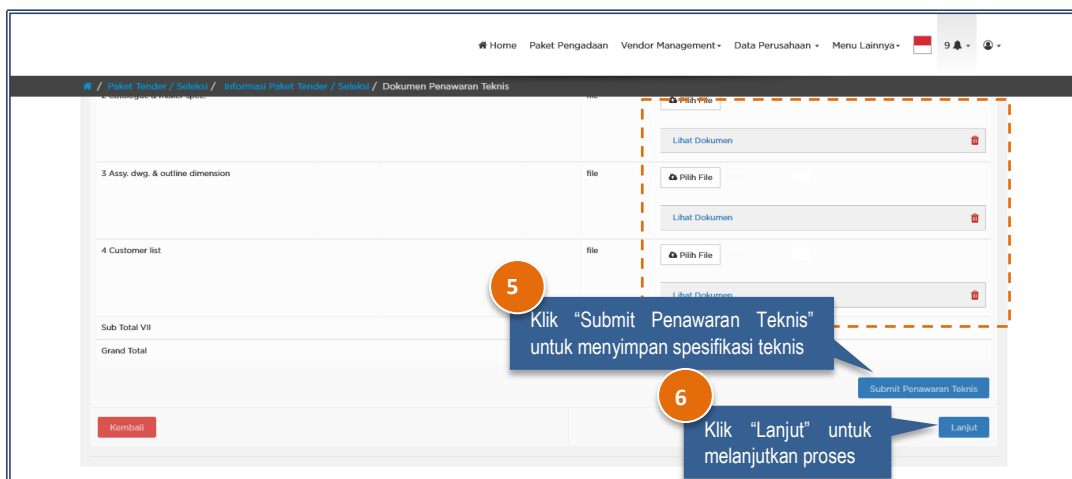 Home Paket Pengadaan Vendor Management Data Perusahaan Menu Lainnya 9
/ Paket Tender / Seleksi / Informasi Paket Tender / Seleksi / Dokumen Penawaran Teknis
Pilih File
Lihat Dokumen
3 Assy. dwg. & outline dimension file Pilih File
Lihat Dokumen
4 Customer list file Pilih File
Lihat Dokumen
5
Klik “Submit Penawaran Teknis”
untuk menyimpan spesifikasi teknis
Sub Total VII
Grand Total
Submit Penawaran Teknis
6
Klik “Lanjut” untuk
melanjutkan proses
Kembali Lanjut